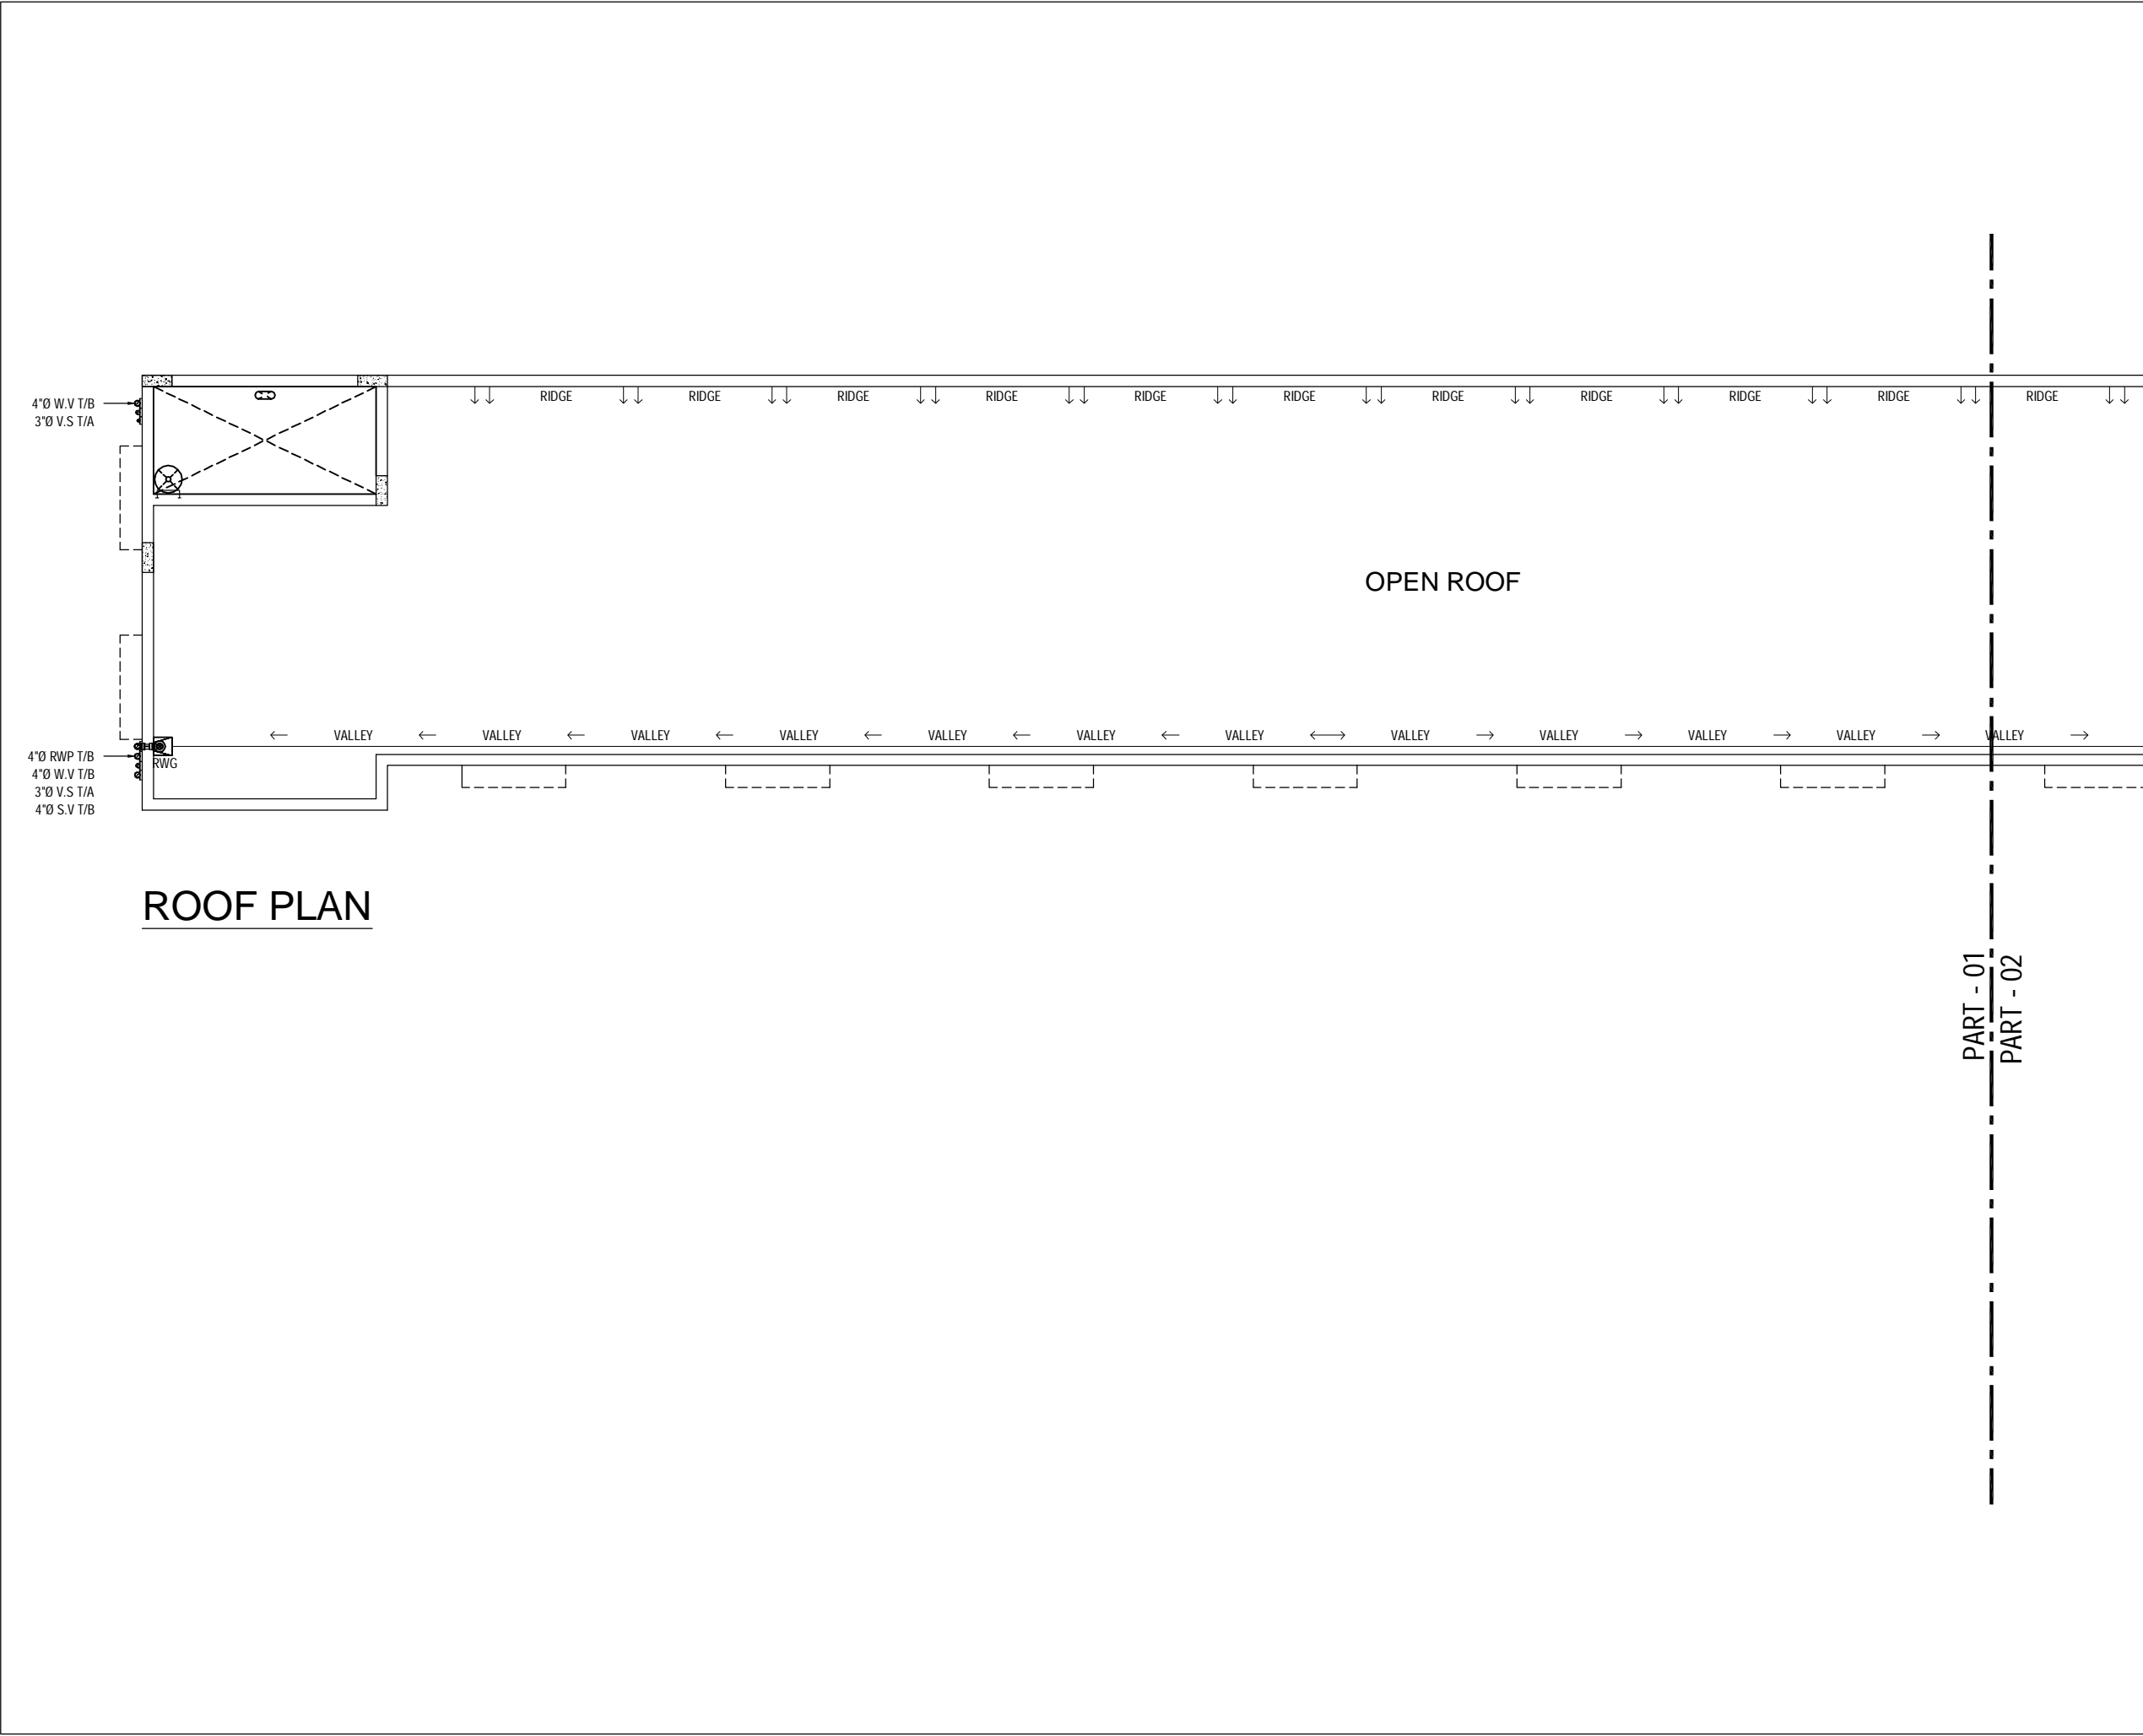 4"Ø W.V T/B
3"Ø V.S T/A
RIDGE RIDGE RIDGE RIDGE RIDGE RIDGE RIDGE RIDGE RIDGE RIDGE RIDGE
OPEN ROOF
VALLEY VALLEY VALLEY VALLEY VALLEY VALLEY VALLEY VALLEY VALLEY VALLEY VALLEY VALLEY
4"Ø RWP T/B
RWG
4"Ø W.V T/B
3"Ø V.S T/A
4"Ø S.V T/B
ROOF PLAN
PART - 01
PART - 02